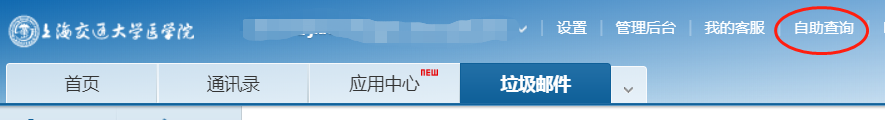 上海交通大学医学院
设置 管理后台 我的客服 自助查询
首页 通讯录 应用中心 NEW 垃圾邮件